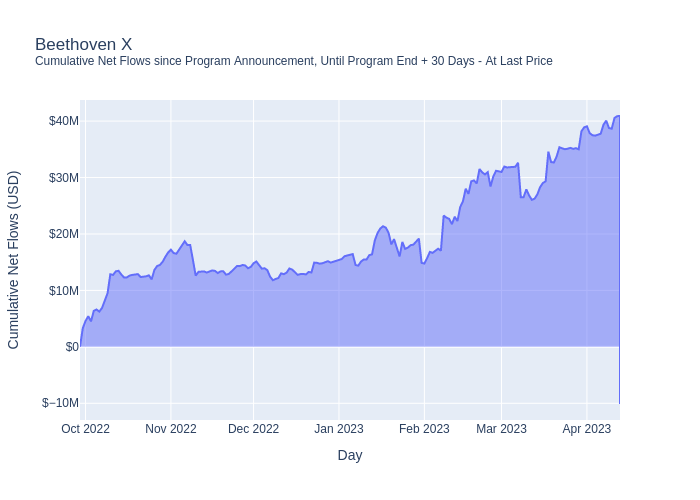 Beethoven X
Cumulative Net Flows since Program Announcement, Until Program End + 30 Days - At Last Price
Cumulative Net Flows (USD)
$40M
$30M
$20M
$10M
$0
$−10M
Oct 2022
Nov 2022
Dec 2022
Jan 2023
Feb 2023
Mar 2023
Apr 2023
Day